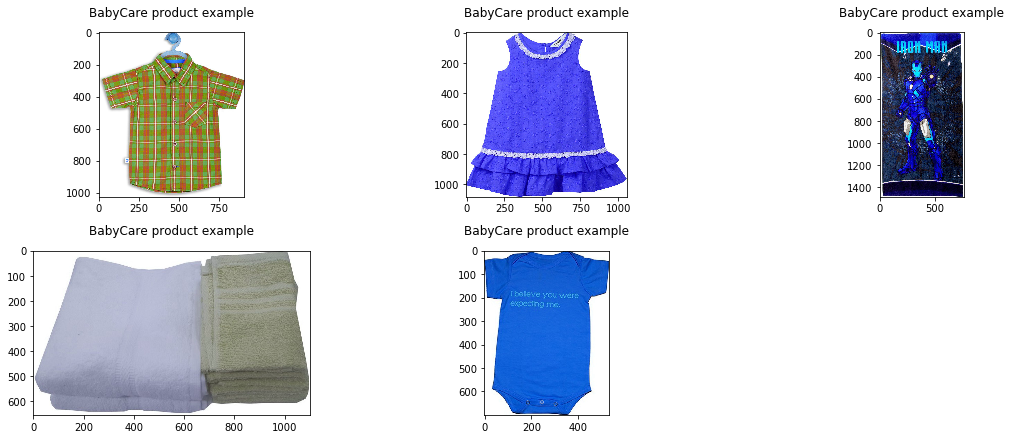 BabyCare product example
BabyCare product example
BabyCare product example
0
200
400
600
800
1000
0 250 500 750
0
200
400
600
800
1000
0 250 500 750 1000
0
200
400
600
800
1000
1200
1400
0 500
IRON MAN
BabyCare product example
BabyCare product example
0
100
200
300
400
500
600
0 200 400 600 800 1000
0
100
200
300
400
500
600
0 200 400
I believe you were
expecting me.